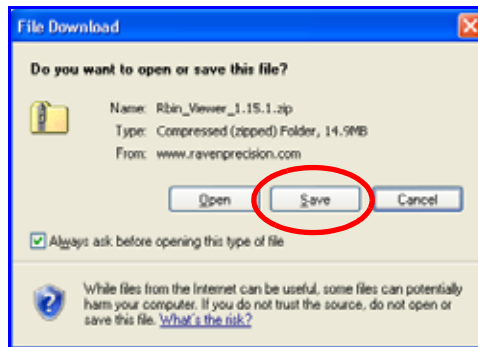 File Download
Do you want to open or save this file?
Name: Rbin_Viewer_1.15.1.zip
Type: Compressed (zipped) Folder, 14.9MB
From: www.ravenprecision.com
Open Save Cancel
Always ask before opening this type of file
While files from the Internet can be useful, some files can potentially
harm your computer. If you do not trust the source, do not open or
save this file. What's the risk?